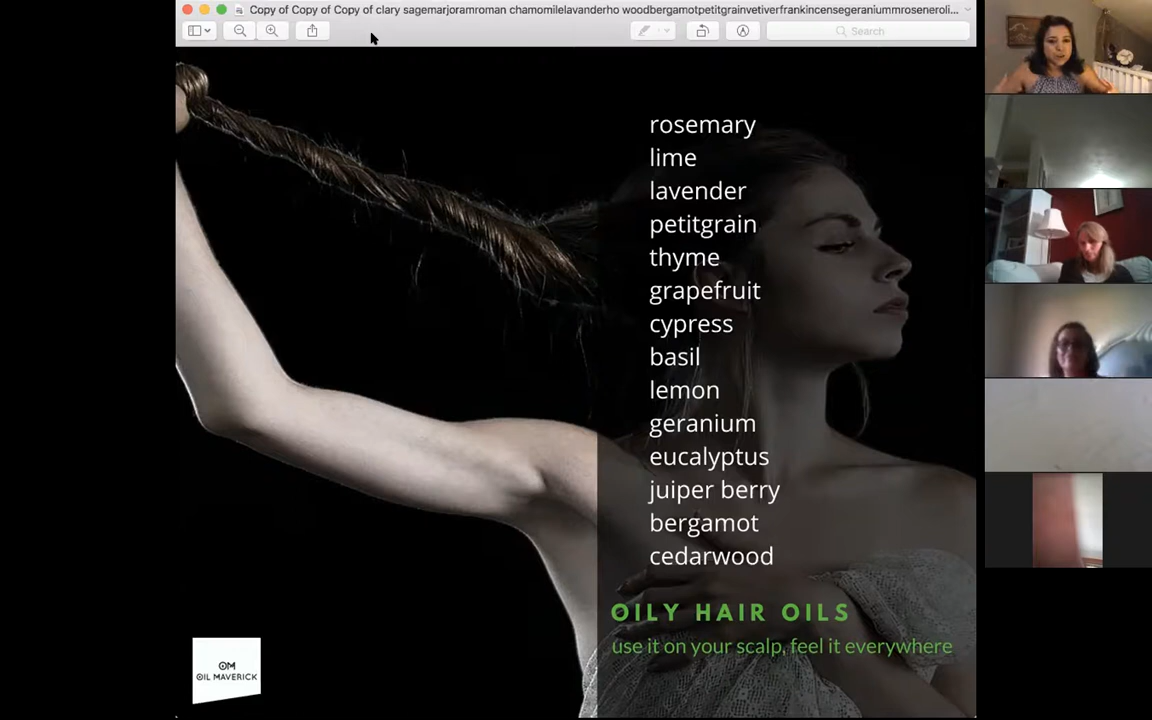 Copy of Copy of Copy of clary sagemarjoramroman chamomilelavanderho woodbergamotpetitgrainvetiverfrankincensegeraniummroseneroli...
Search
rosemary
lime
lavender
petitgrain
thyme
grapefruit
cypress
basil
lemon
geranium
eucalyptus
juiper berry
bergamot
cedarwood
OILY HAIR OILS
use it on your scalp, feel it everywhere
OM
OIL MAVERICK